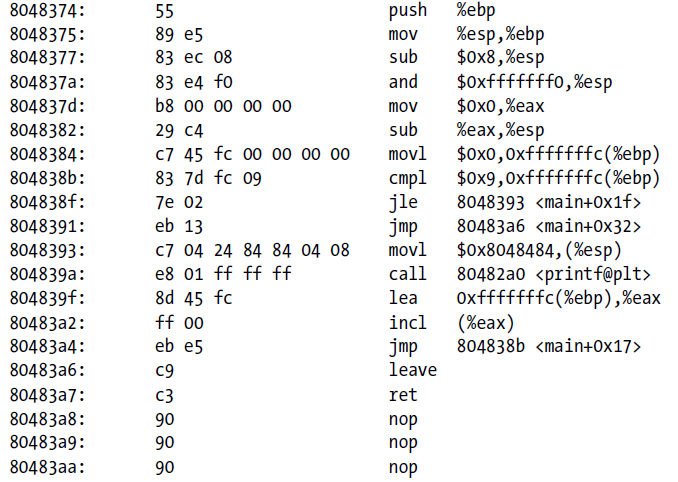 8048374: 55 push %ebp
8048375: 89 e5 mov %esp,%ebp
8048377: 83 ec 08 sub $0x8,%esp
804837a: 83 e4 f0 and $0xfffffff0,%esp
804837d: b8 00 00 00 00 mov $0x0,%eax
8048382: 29 c4 sub %eax,%esp
8048384: c7 45 fc 00 00 00 00 movl $0x0,0xfffffffc(%ebp)
804838b: 83 7d fc 09 cmpl $0x9,0xfffffffc(%ebp)
804838f: 7e 02 jle 8048393 <main+0x1f>
8048391: eb 13 jmp 80483a6 <main+0x32>
8048393: c7 04 24 84 84 04 08 movl $0x8048484,(%esp)
804839a: e8 01 ff ff ff call 80482a0 <printf@plt>
804839f: 8d 45 fc lea 0xfffffffc(%ebp),%eax
80483a2: ff 00 incl (%eax)
80483a4: eb e5 jmp 804838b <main+0x17>
80483a6: c9 leave
80483a7: c3 ret
80483a8: 90 nop
80483a9: 90 nop
80483aa: 90 nop